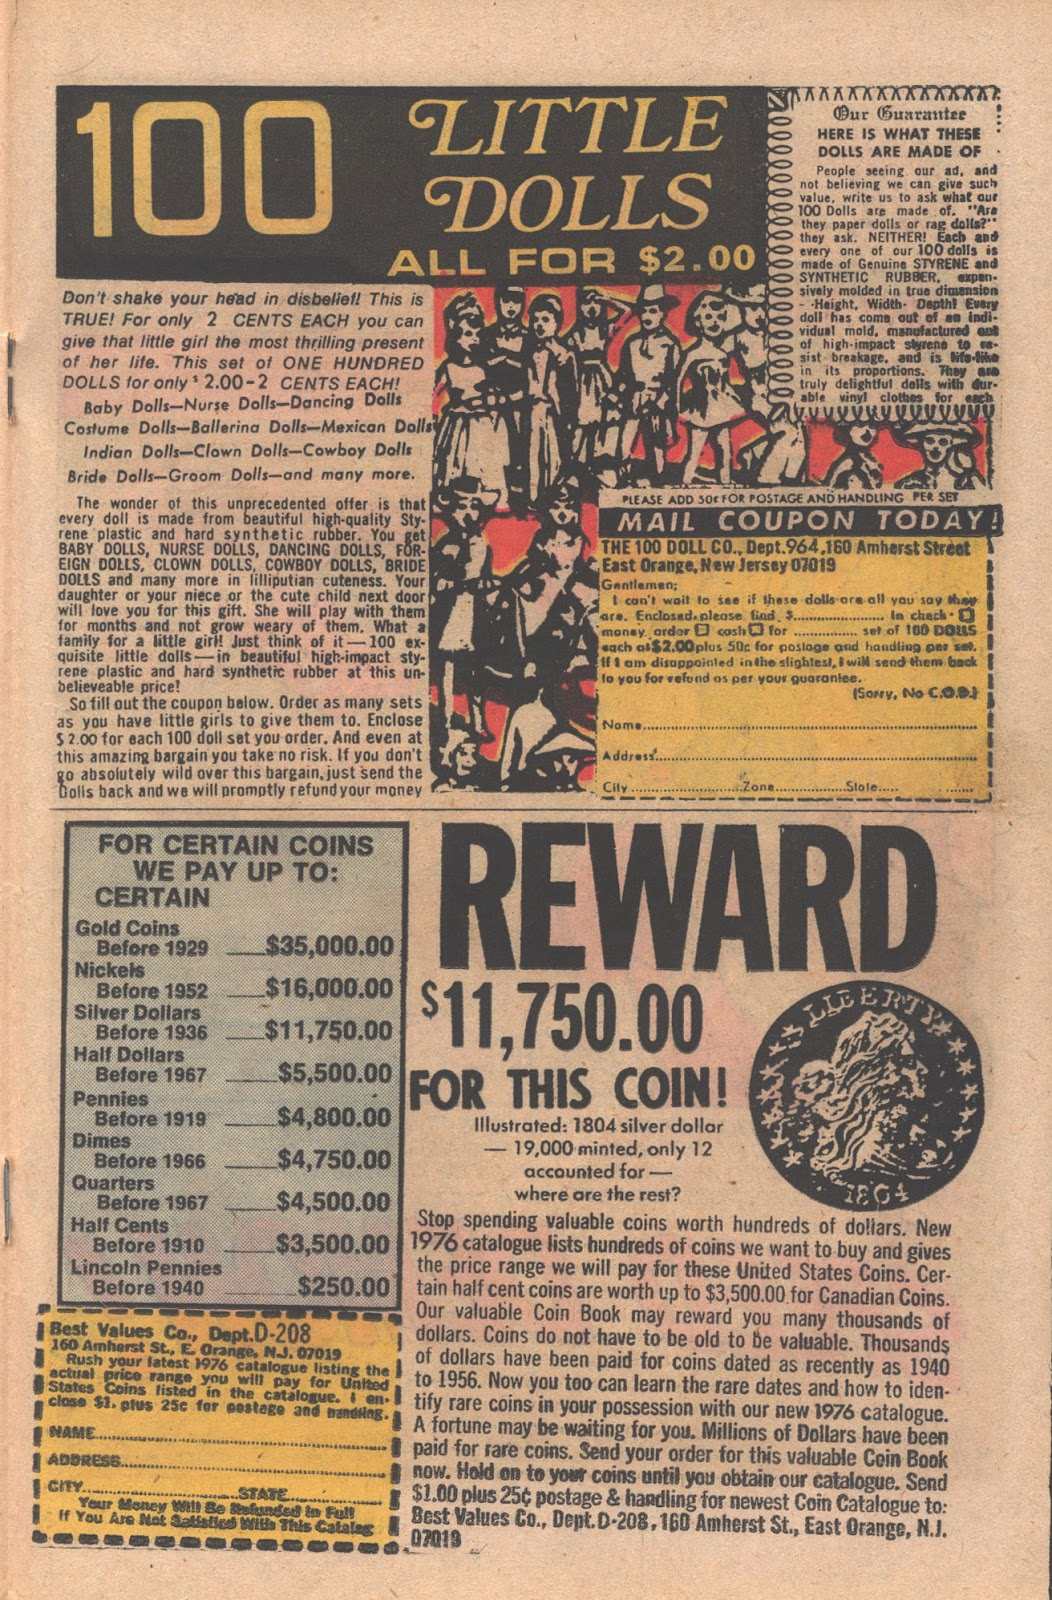 100
LITTLE
DOLLS
ALL FOR $2.00
Our Guarantee
HERE IS WHAT THESE
DOLLS ARE MADE OF
People seeing our ad, and
not believing we can give such
value, write us to ask what our
100 Dolls are made of. "Are
they paper dolls or rag dolls?"
they ask. NEITHER! Each and
every one of our 100 dolls is
made of Genuine STYRENE and
SYNTHETIC RUBBER, expen-
sively molded in true dimension
- Height, Width- Depth! Every
doll has come out of an indi-
vidual mold, manufactured out
of high-impact styrene to re-
sist breakage, and is life-like
in its proportions. They are
truly delightful dolls with dur-
able vinyl clothes for each
Don't shake your head in disbelief! This is
TRUE! For only 2 CENTS EACH you can
give that little girl the most thrilling present
of her life. This set of ONE HUNDRED
DOLLS for only $2.00-2 CENTS EACH!
Baby Dolls—Nurse Dolls—Dancing Dolls
Costume Dolls—Ballerina Dolls—Mexican Dolls
Indian Dolls—Clown Dolls—Cowboy Dolls
Bride Dolls—Groom Dolls—and many more.
The wonder of this unprecedented offer is that
every doll is made from beautiful high-quality Sty-
rene plastic and hard synthetic rubber. You get
BABY DOLLS, NURSE DOLLS, DANCING DOLLS, FOR-
EIGN DOLLS, CLOWN DOLLS, COWBOY DOLLS, BRIDE
DOLLS and many more in lilliputian cuteness. Your
daughter or your niece or the cute child next door
will love you for this gift. She will play with them
for months and not grow weary of them. What a
family for a little girl! Just think of it—100 ex-
quisite little dolls—in beautiful high-impact sty-
rene plastic and hard synthetic rubber at this un-
believeable price!
So fill out the coupon below. Order as many sets
as you have little girls to give them to. Enclose
$2.00 for each 100 doll set you order. And even at
this amazing bargain you take no risk. If you don't
go absolutely wild over this bargain, just send the
Dolls back and we will promptly refund your money
PLEASE ADD 50¢ FOR POSTAGE AND HANDLING PER SET
MAIL COUPON TODAY!
THE 100 DOLL CO., Dept.964,160 Amherst Street
East Orange, New Jersey 07019
Gentlemen;
I can't wait to see if these dolls are all you say they
are. Enclosed please find $............... In check
money order cash for ............... set of 100 DOLLS
each at $2.00 plus 50c for postage and handling per set.
If I am disappointed in the slightest, I will send them back
to you for refund as per your guarantee.
(Sorry, No C.O.D.)
Name..............
Address..............
City..............Zone..............State..............
FOR CERTAIN COINS
WE PAY UP TO:
CERTAIN
Gold Coins
Before 1929 ___$35,000.00
Nickels
Before 1952 ___$16,000.00
Silver Dollars
Before 1936 ___$11,750.00
Half Dollars
Before 1967 ___$5,500.00
Pennies
Before 1919 ___$4,800.00
Dimes
Before 1966 ___$4,750.00
Quarters
Before 1967 ___$4,500.00
Half Cents
Before 1910 ___$3,500.00
Lincoln Pennies
Before 1940 ___$250.00
Best Values Co., Dept.D-208
160 Amherst St., E. Orange, N.J. 07019
Rush your latest 1976 catalogue listing the
actual price range you will pay for United
States Coins listed in the catalogue. I en-
close $1. plus 25c for postage and handling.
NAME..............
ADDRESS..............
CITY..............STATE..............
Your Money Will Be Refunded in Full
If You Are Not Satisfied With This Catalog
REWARD
$11,750.00
FOR THIS COIN!
Illustrated: 1804 silver dollar
— 19,000 minted, only 12
accounted for —
where are the rest?
LIBERTY
1804
Stop spending valuable coins worth hundreds of dollars. New
1976 catalogue lists hundreds of coins we want to buy and gives
the price range we will pay for these United States Coins. Cer-
tain half cent coins are worth up to $3,500.00 for Canadian Coins.
Our valuable Coin Book may reward you many thousands of
dollars. Coins do not have to be old to be valuable. Thousands
of dollars have been paid for coins dated as recently as 1940
to 1956. Now you too can learn the rare dates and how to iden-
tify rare coins in your possession with our new 1976 catalogue.
A fortune may be waiting for you. Millions of Dollars have been
paid for rare coins. Send your order for this valuable Coin Book
now. Hold on to your coins until you obtain our catalogue. Send
$1.00 plus 25¢ postage & handling for newest Coin Catalogue to:
Best Values Co., Dept. D-208, 160 Amherst St., East Orange, N.J.
07019